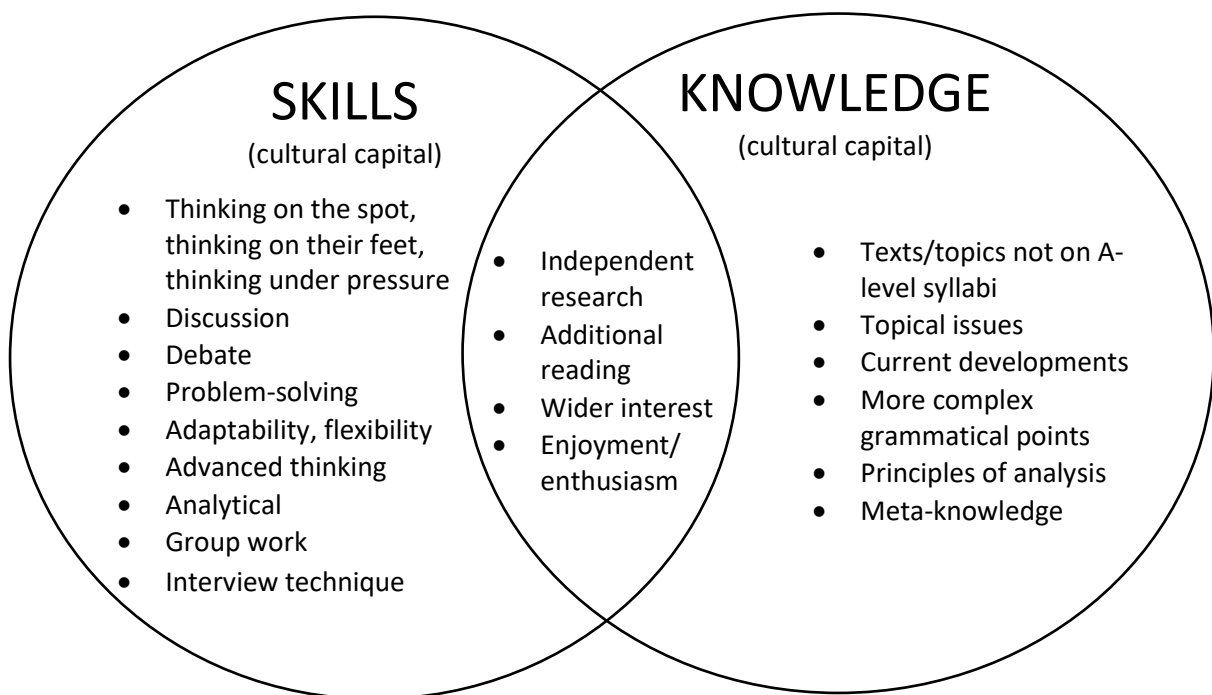 SKILLS
(cultural capital)
• Thinking on the spot,
thinking on their feet,
thinking under pressure
• Discussion
• Debate
• Problem-solving
• Adaptability, flexibility
• Advanced thinking
• Analytical
• Group work
• Interview technique
• Independent
research
• Additional
reading
• Wider interest
• Enjoyment/
enthusiasm
KNOWLEDGE
(cultural capital)
• Texts/topics not on A-
level syllabi
• Topical issues
• Current developments
• More complex
grammatical points
• Principles of analysis
• Meta-knowledge